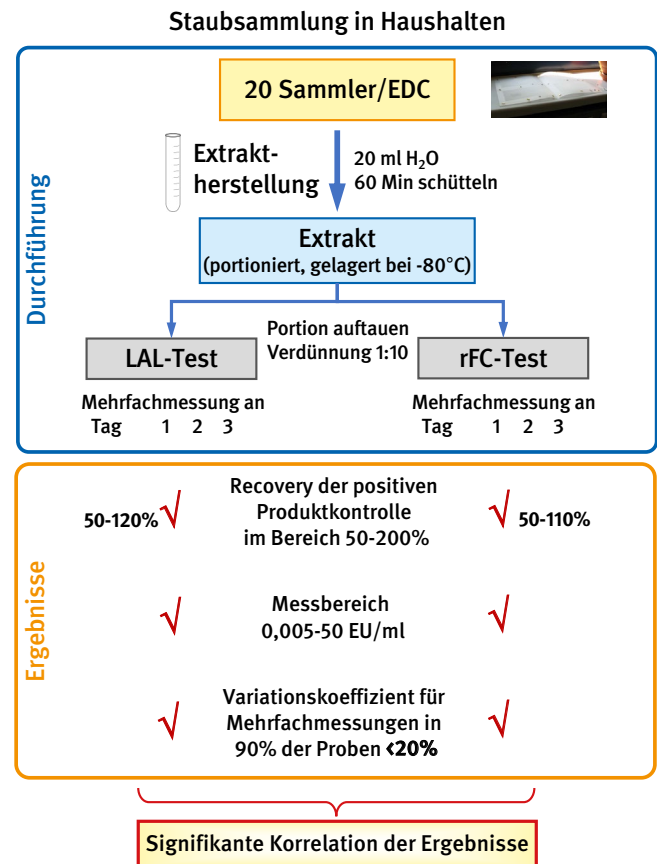 Staubsammlung in Haushalten
Durchführung
20 Sammler/EDC
Extrakt-
herstellung
20 ml H₂O
60 Min schütteln
Extrakt
(portioniert, gelagert bei -80°C)
Portion auftauen
Verdünnung 1:10
LAL-Test
rFC-Test
Mehrfachmessung an
Tag 1 2 3
Mehrfachmessung an
Tag 1 2 3
Ergebnisse
50-120% √
Recovery der positiven
Produktkontrolle
im Bereich 50-200%
√ 50-110%
√
Messbereich
0,005-50 EU/ml
√
√
Variationskoeffizient für
Mehrfachmessungen in
90% der Proben <20%
√
Signifikante Korrelation der Ergebnisse